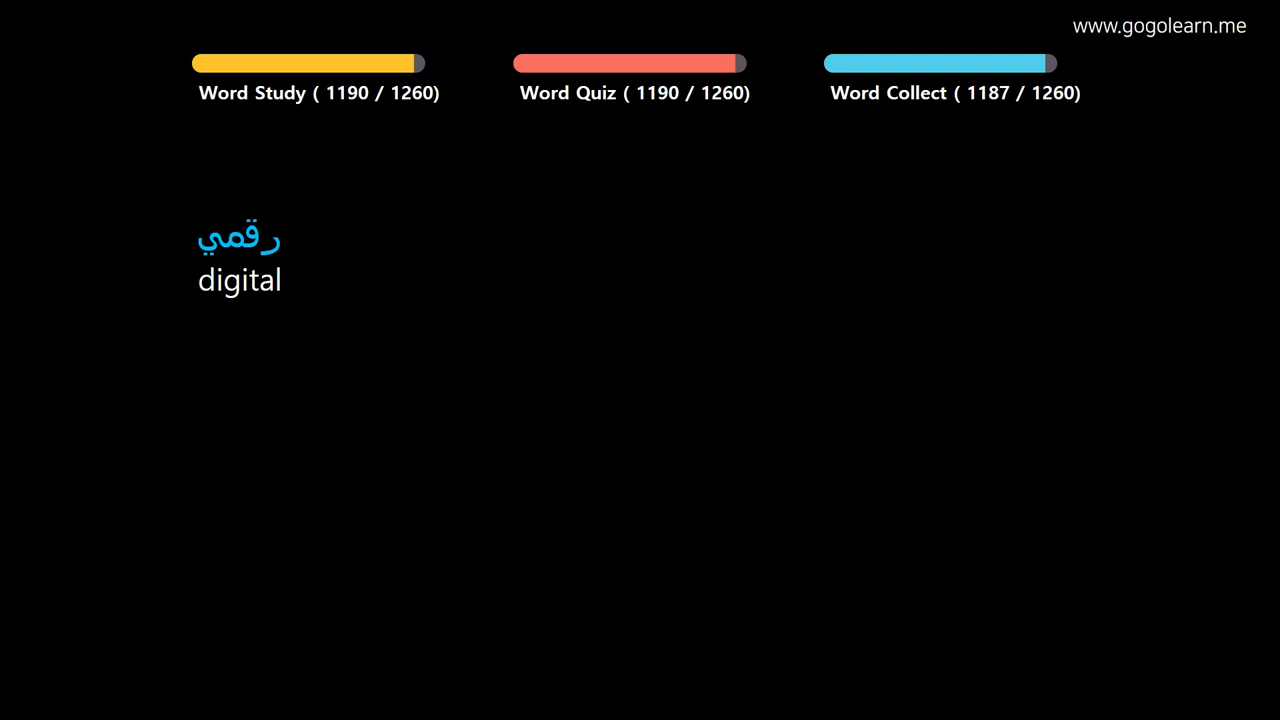 www.gogolearn.me
Word Study ( 1190 / 1260)
Word Quiz ( 1190 / 1260)
Word Collect ( 1187 / 1260)
رقمي
digital